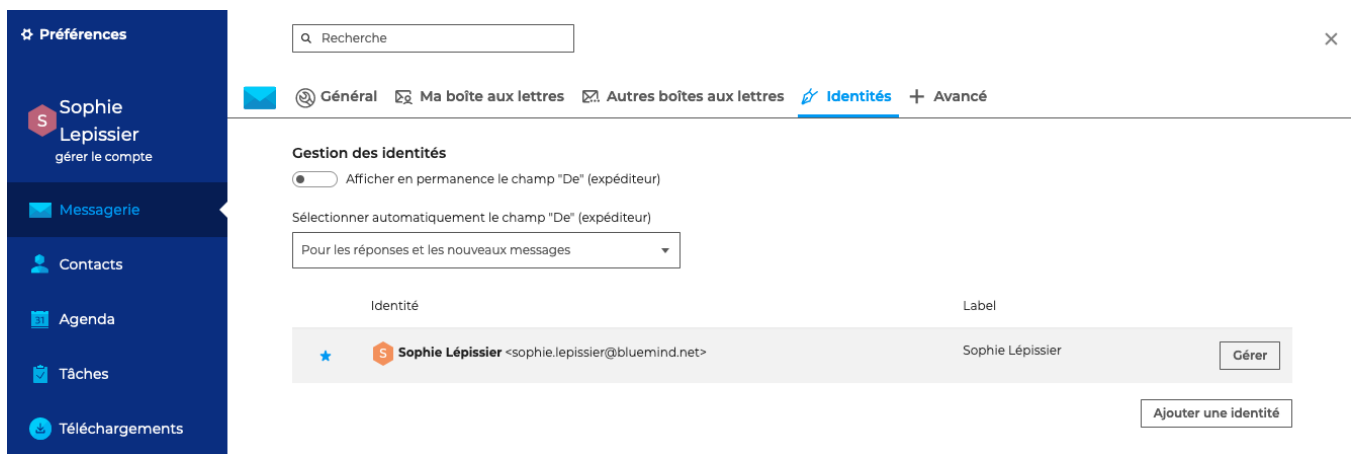 Préférences
Recherche
Sophie
Lepissier
S
gérer le compte
Général
Ma boîte aux lettres
Autres boîtes aux lettres
Identités
Avancé
Messagerie
Contacts
31
Agenda
Tâches
Téléchargements
Gestion des identités
Afficher en permanence le champ "De" (expéditeur)
Sélectionner automatiquement le champ "De" (expéditeur)
Pour les réponses et les nouveaux messages
Identité Label
S Sophie Lépissier <sophie.lepissier@bluemind.net> Sophie Lépissier Gérer
Ajouter une identité